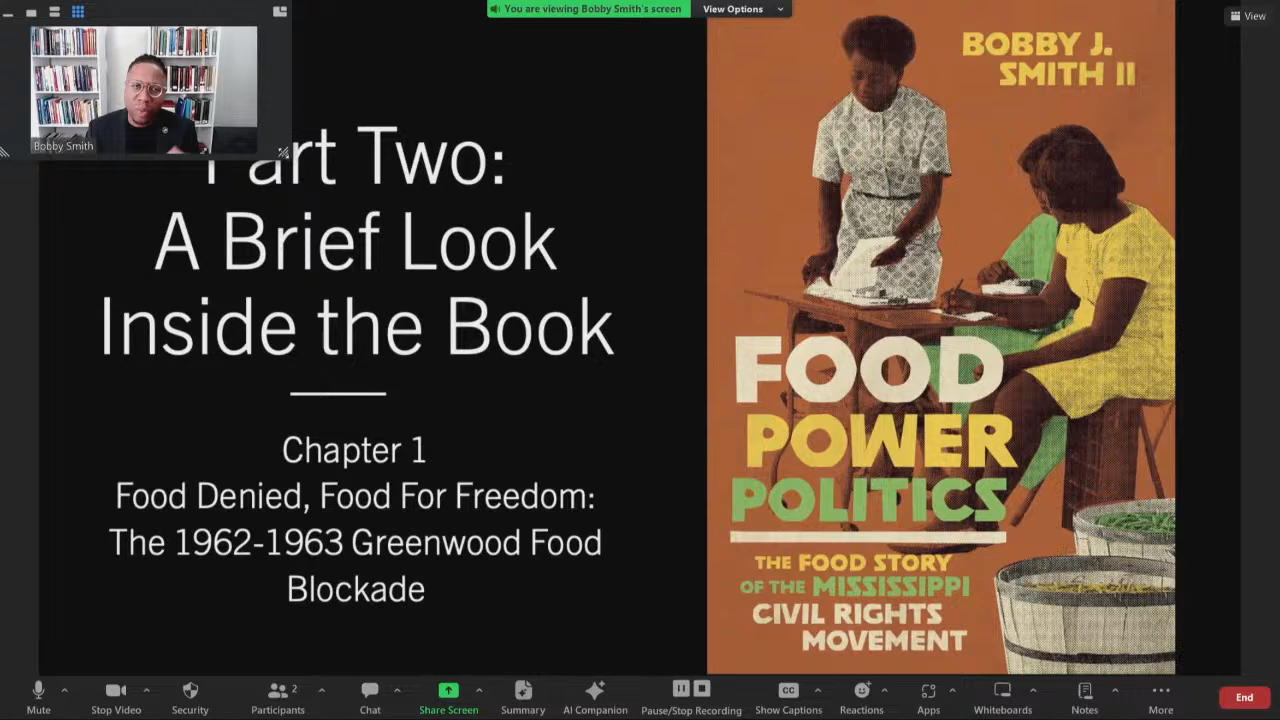 You are viewing Bobby Smith's screen
View Options
View
Bobby Smith
Part Two:
A Brief Look
Inside the Book
Chapter 1
Food Denied, Food For Freedom:
The 1962-1963 Greenwood Food
Blockade
BOBBY J.
SMITH II
FOOD
POWER
POLITICS
THE FOOD STORY
OF THE MISSISSIPPI
CIVIL RIGHTS
MOVEMENT
Mute
Stop Video
Security
2
Participants
Chat
Share Screen
Summary
AI Companion
Pause/Stop Recording
CC
Show Captions
Reactions
Apps
Whiteboards
Notes
More
End